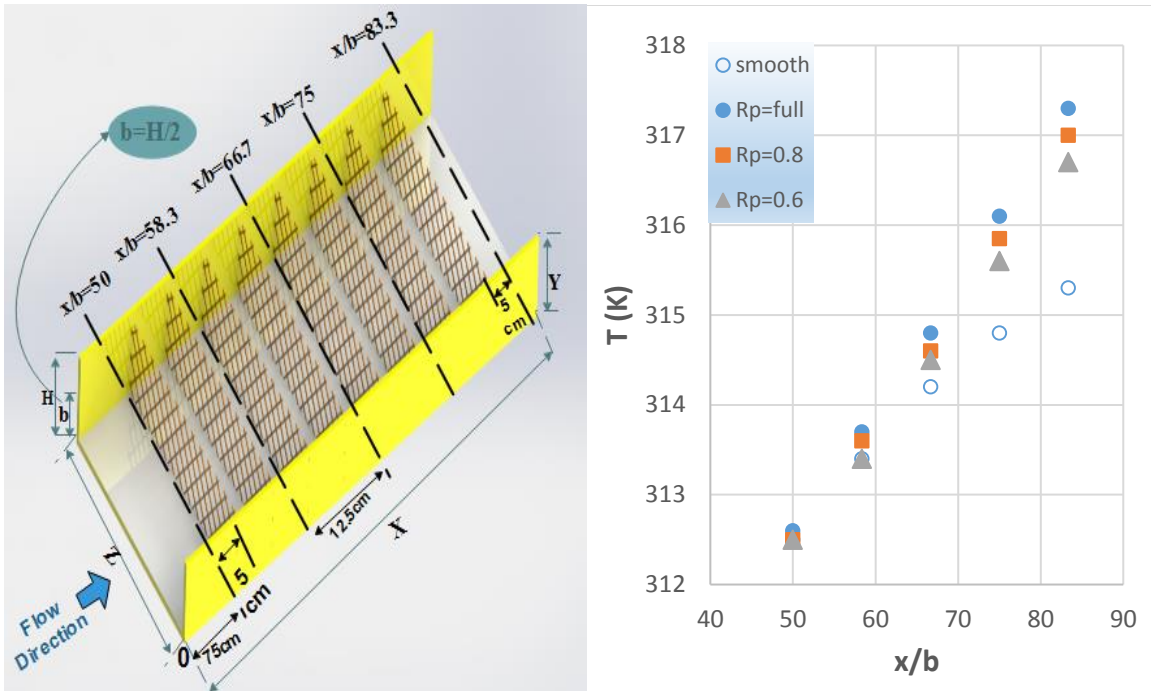 x/b=83.3
x/b=75
x/b=66.7
x/b=58.3
x/b=50
b=H/2
H
b
Y
5
cm
12.5cm
X
Z
5
cm
75cm
0
Flow
Direction
318
317
316
315
314
313
312
T (K)
smooth
Rp=full
Rp=0.8
Rp=0.6
40
50
60
70
80
90
x/b